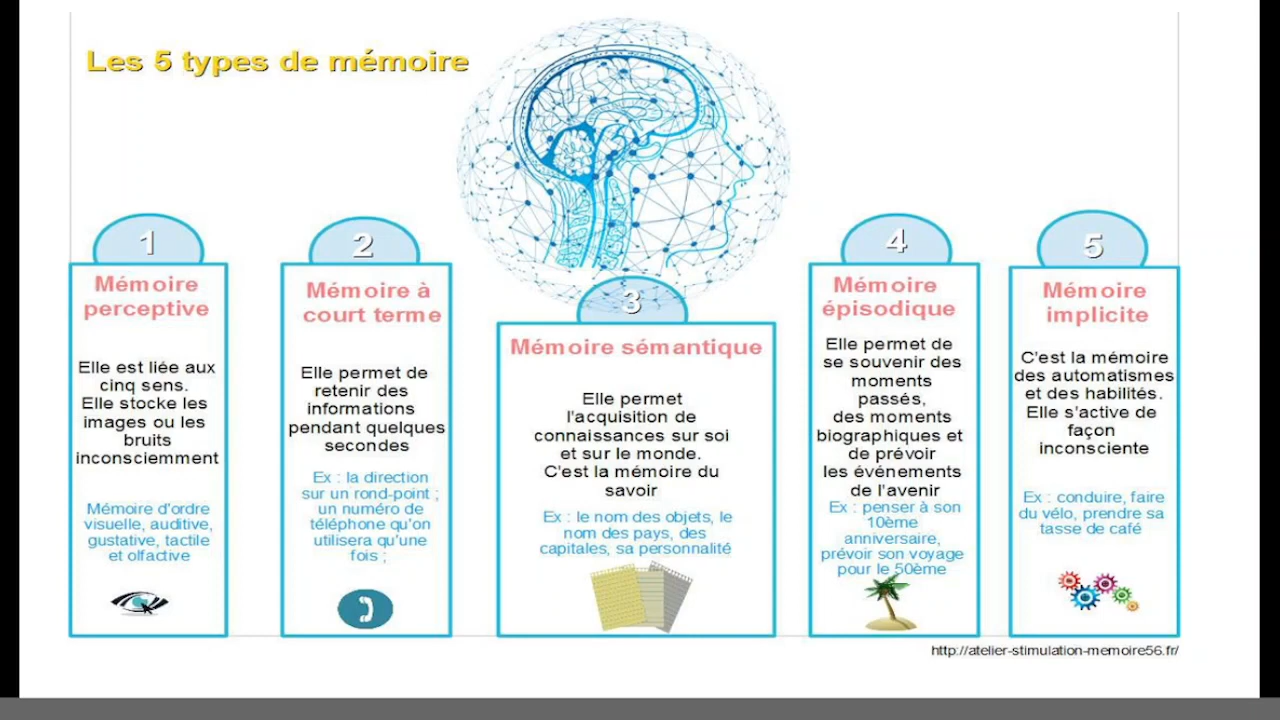 Les 5 types de mémoire
1
Mémoire
perceptive
Elle est liée aux
cinq sens.
Elle stocke les
images ou les
bruits
inconsciemment
Mémoire d'ordre
visuelle, auditive,
gustative, tactile
et olfactive
2
Mémoire à
court terme
Elle permet de
retenir des
informations
pendant quelques
secondes
Ex : la direction
sur un rond-point ;
un numéro de
téléphone qu'on
utilisera qu'une
fois ;
3
Mémoire sémantique
Elle permet
l'acquisition de
connaissances sur soi
et sur le monde.
C'est la mémoire du
savoir
Ex : le nom des objets, le
nom des pays, des
capitales, sa personnalité
4
Mémoire
épisodique
Elle permet de
se souvenir des
moments
passés,
des moments
biographiques et
de prévoir
les événements
de l'avenir
Ex : penser à son
10ème
anniversaire,
prévoir son voyage
pour le 50ème
5
Mémoire
implicite
C'est la mémoire
des automatismes
et des habilités.
Elle s'active de
façon
inconsciente
Ex : conduire, faire
du vélo, prendre sa
tasse de café
http://atelier-stimulation-memoire56.fr/